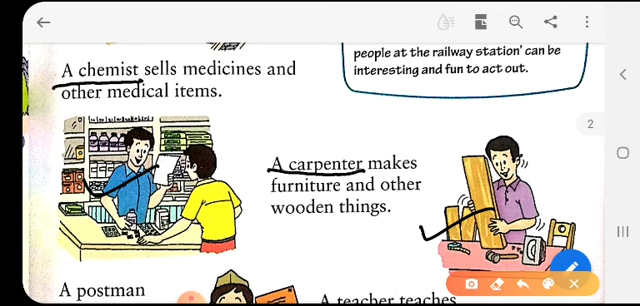 people at the railway station' can be
interesting and fun to act out.
A chemist sells medicines and
other medical items.
2
A carpenter makes
furniture and other
wooden things.
A postman
A teacher teaches